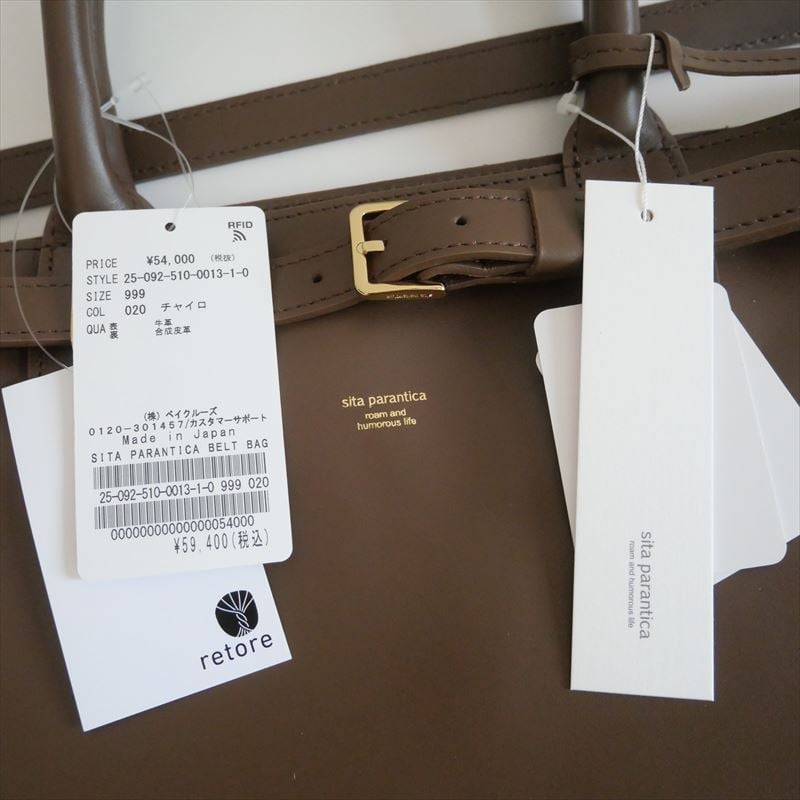 RFID
PRICE ¥54,000 (税抜)
STYLE 25-092-510-0013-1-0
SIZE 999
COL 020 チャイロ
QUA 表 牛革
裏 合成皮革
(株)ベイクルーズ
0120-301457/カスタマーサポート
Made in Japan
SITA PARANTICA BELT BAG
25-092-510-0013-1-0 999 020
00000000000000054000
¥59,400(税込)
retore
sita parantica
roam and
humorous life
sita parantica
roam and humorous life